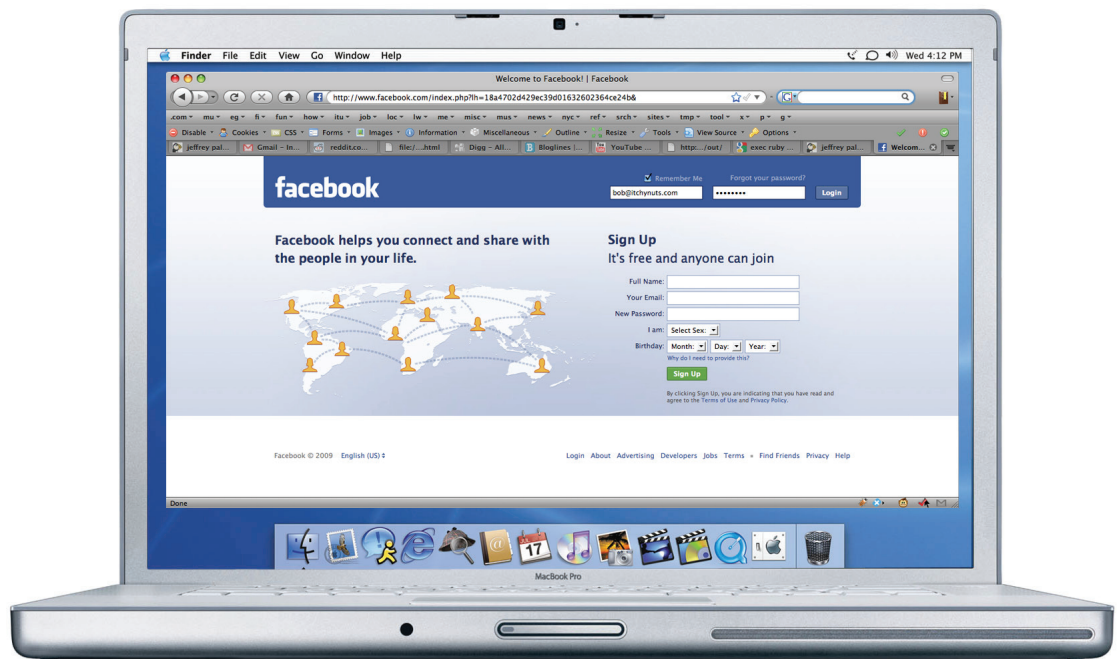 Finder File Edit View Go Window Help
Wed 4:12 PM
Welcome to Facebook! | Facebook
http://www.facebook.com/index.php?lh=18a4702d429ec39d01632602364ce24b&
.com mu eg fi fun how itu job loc lw me misc mus news nyc ref srch sites tmp tool x p g
Disable Cookies CSS Forms Images Information Miscellaneous Outline Resize Tools View Source Options
jeffrey pal... Gmail – In... reddit.co... file:/...html Digg – All... Bloglines |... YouTube ... http:.../out/ exec ruby ... jeffrey pal... Welcom...
facebook
Remember Me Forgot your password?
bob@itchynuts.com •••••••• Login
Facebook helps you connect and share with
the people in your life.
Sign Up
It's free and anyone can join
Full Name:
Your Email:
New Password:
I am: Select Sex:
Birthday: Month: Day: Year:
Why do I need to provide this?
Sign Up
By clicking Sign Up, you are indicating that you have read and
agree to the Terms of Use and Privacy Policy.
Facebook © 2009 English (US)
Login About Advertising Developers Jobs Terms • Find Friends Privacy Help
Done
JUL 17
MacBook Pro